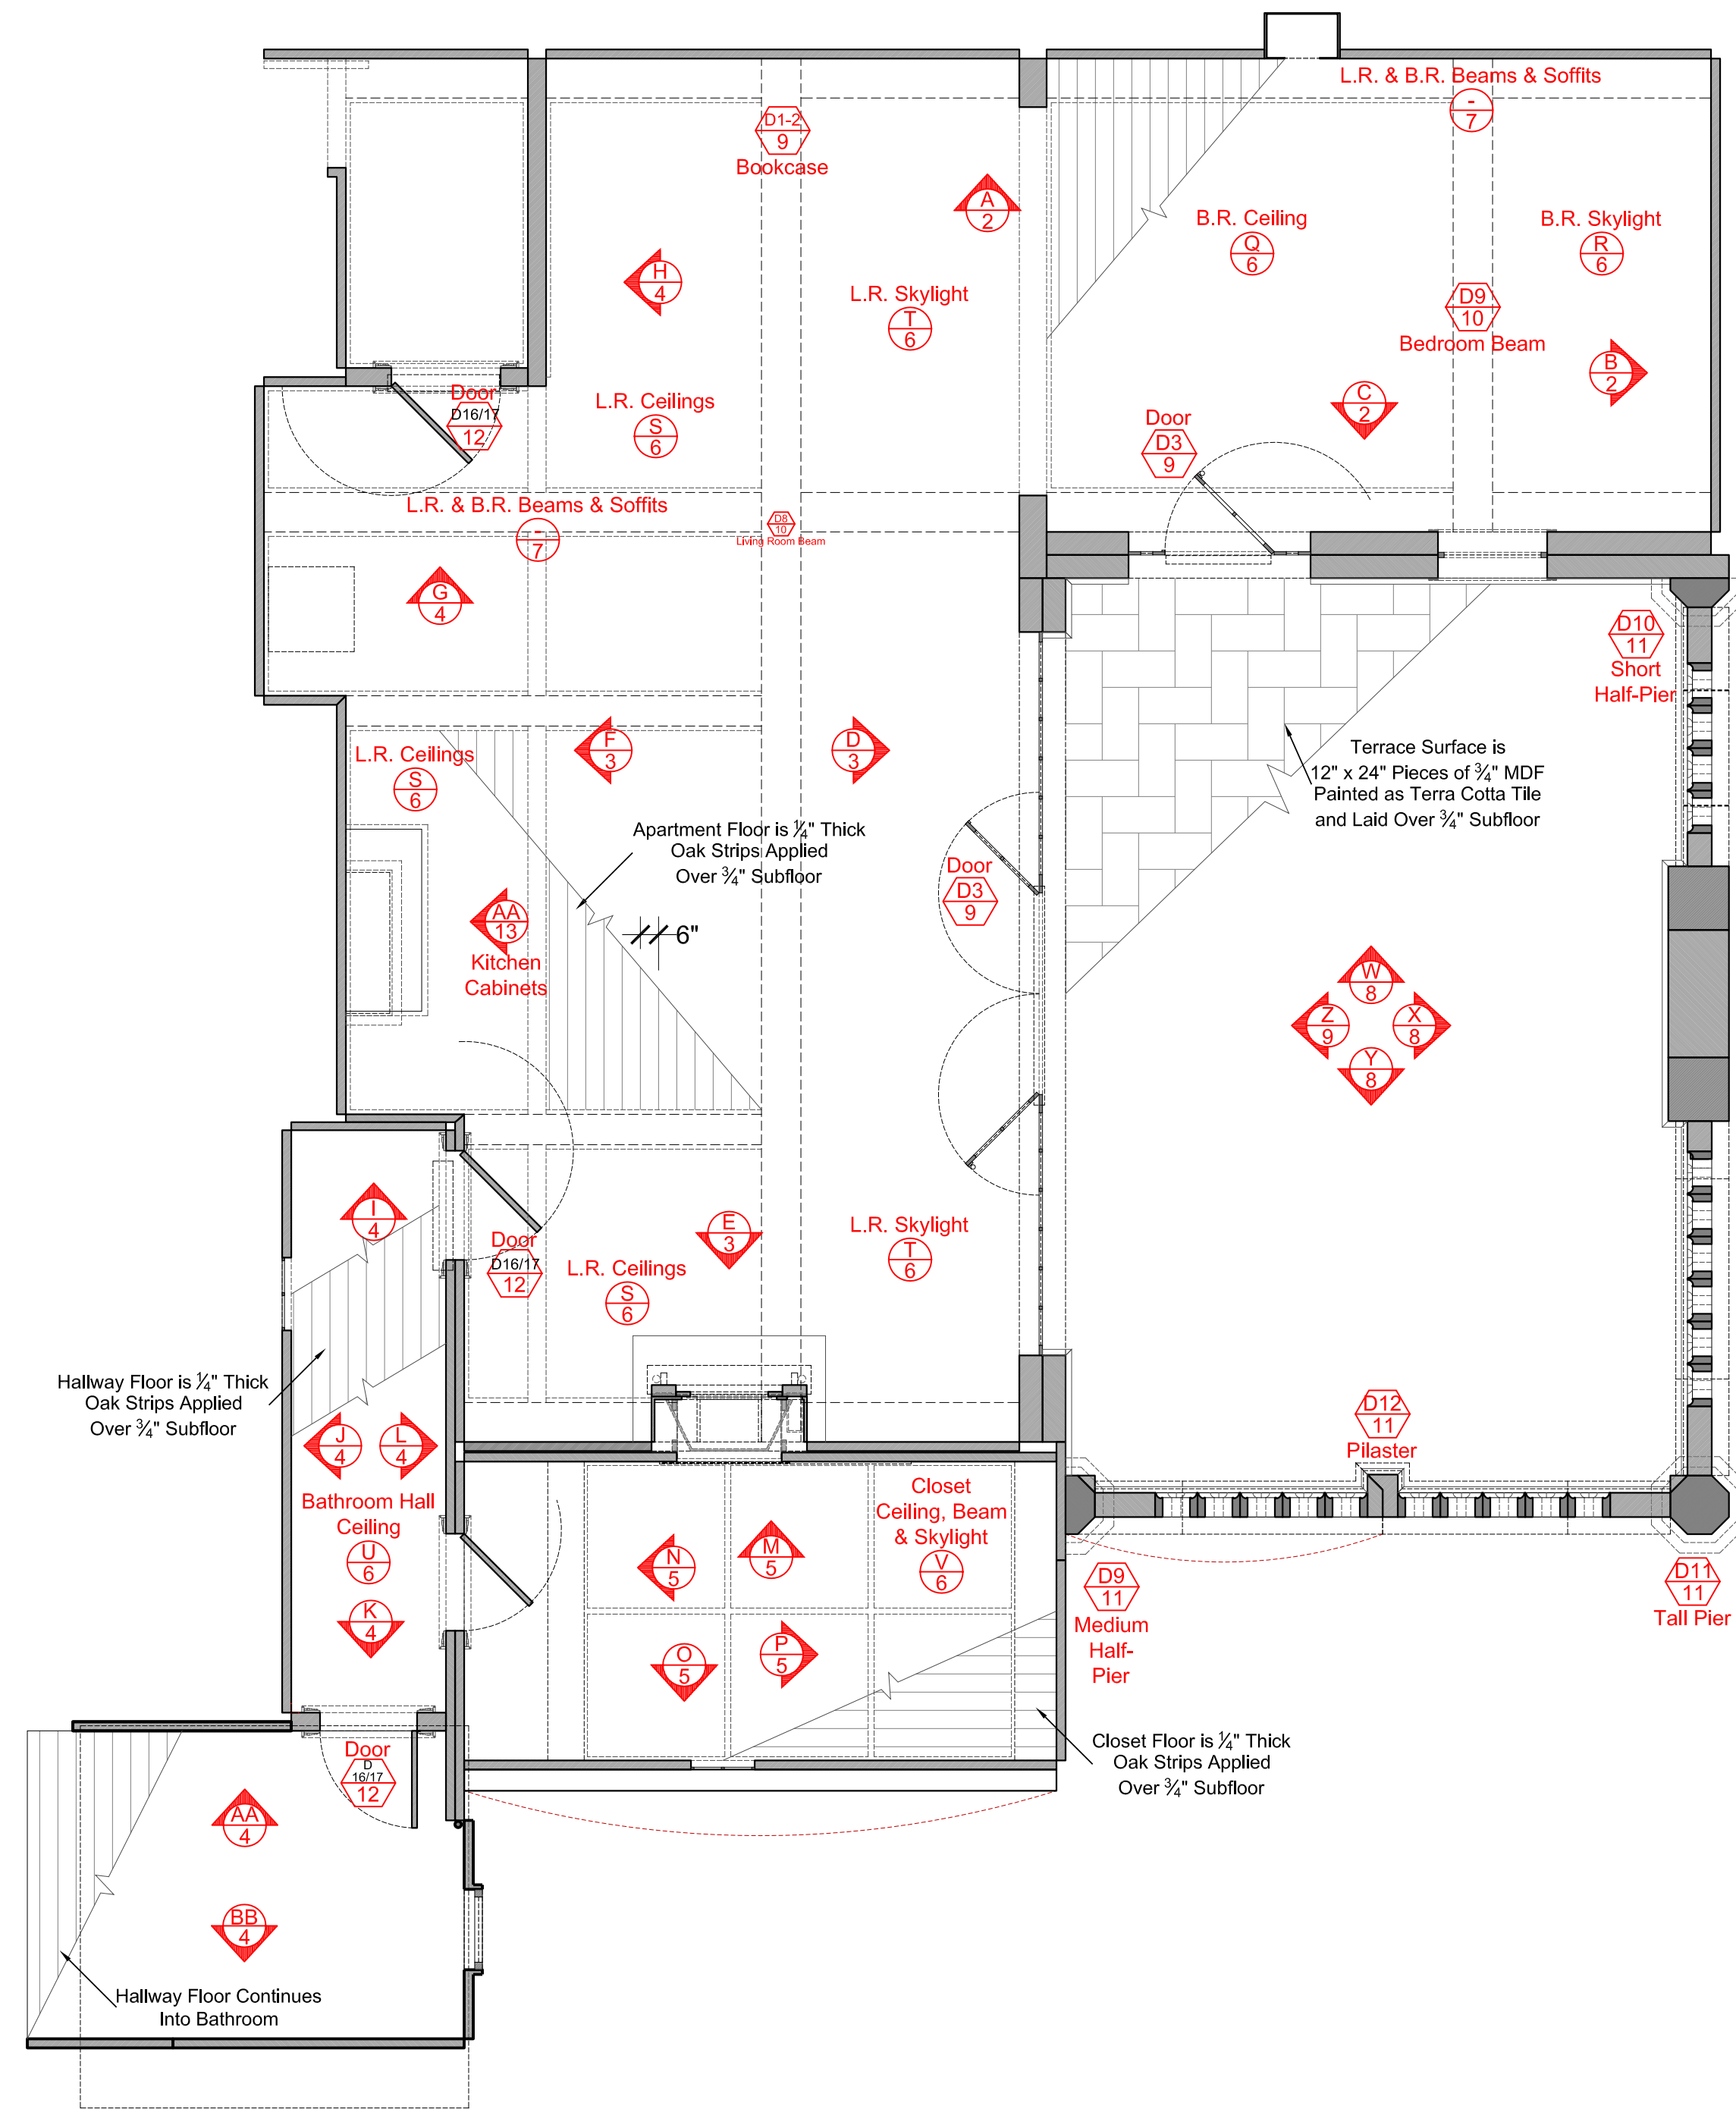 L.R. & B.R. Beams & Soffits
-
7
D1-2
9
Bookcase
A
2
B.R. Ceiling
Q
6
B.R. Skylight
R
6
H
4
L.R. Skylight
T
6
D9
10
Bedroom Beam
B
2
C
2
Door
D16/17
12
L.R. Ceilings
S
6
Door
D3
9
L.R. & B.R. Beams & Soffits
-
7
D8
10
Living Room Beam
G
4
D10
11
Short
Half-Pier
F
3
D
3
L.R. Ceilings
S
6
Terrace Surface is
12" x 24" Pieces of ¾" MDF
Painted as Terra Cotta Tile
and Laid Over ¾" Subfloor
Apartment Floor is ¼" Thick
Oak Strips Applied
Over ¾" Subfloor
Door
D3
9
AA
13
Kitchen
Cabinets
6"
W
8
Z
9
X
8
Y
8
I
4
E
3
L.R. Skylight
T
6
Door
D16/17
12
L.R. Ceilings
S
6
Hallway Floor is ¼" Thick
Oak Strips Applied
Over ¾" Subfloor
J
4
L
4
D12
11
Pilaster
Bathroom Hall
Ceiling
U
6
K
4
N
5
M
5
Closet
Ceiling, Beam
& Skylight
V
6
O
5
P
5
D9
11
Medium
Half-
Pier
D11
11
Tall Pier
Door
D
16/17
12
Closet Floor is ¼" Thick
Oak Strips Applied
Over ¾" Subfloor
AA
4
BB
4
Hallway Floor Continues
Into Bathroom